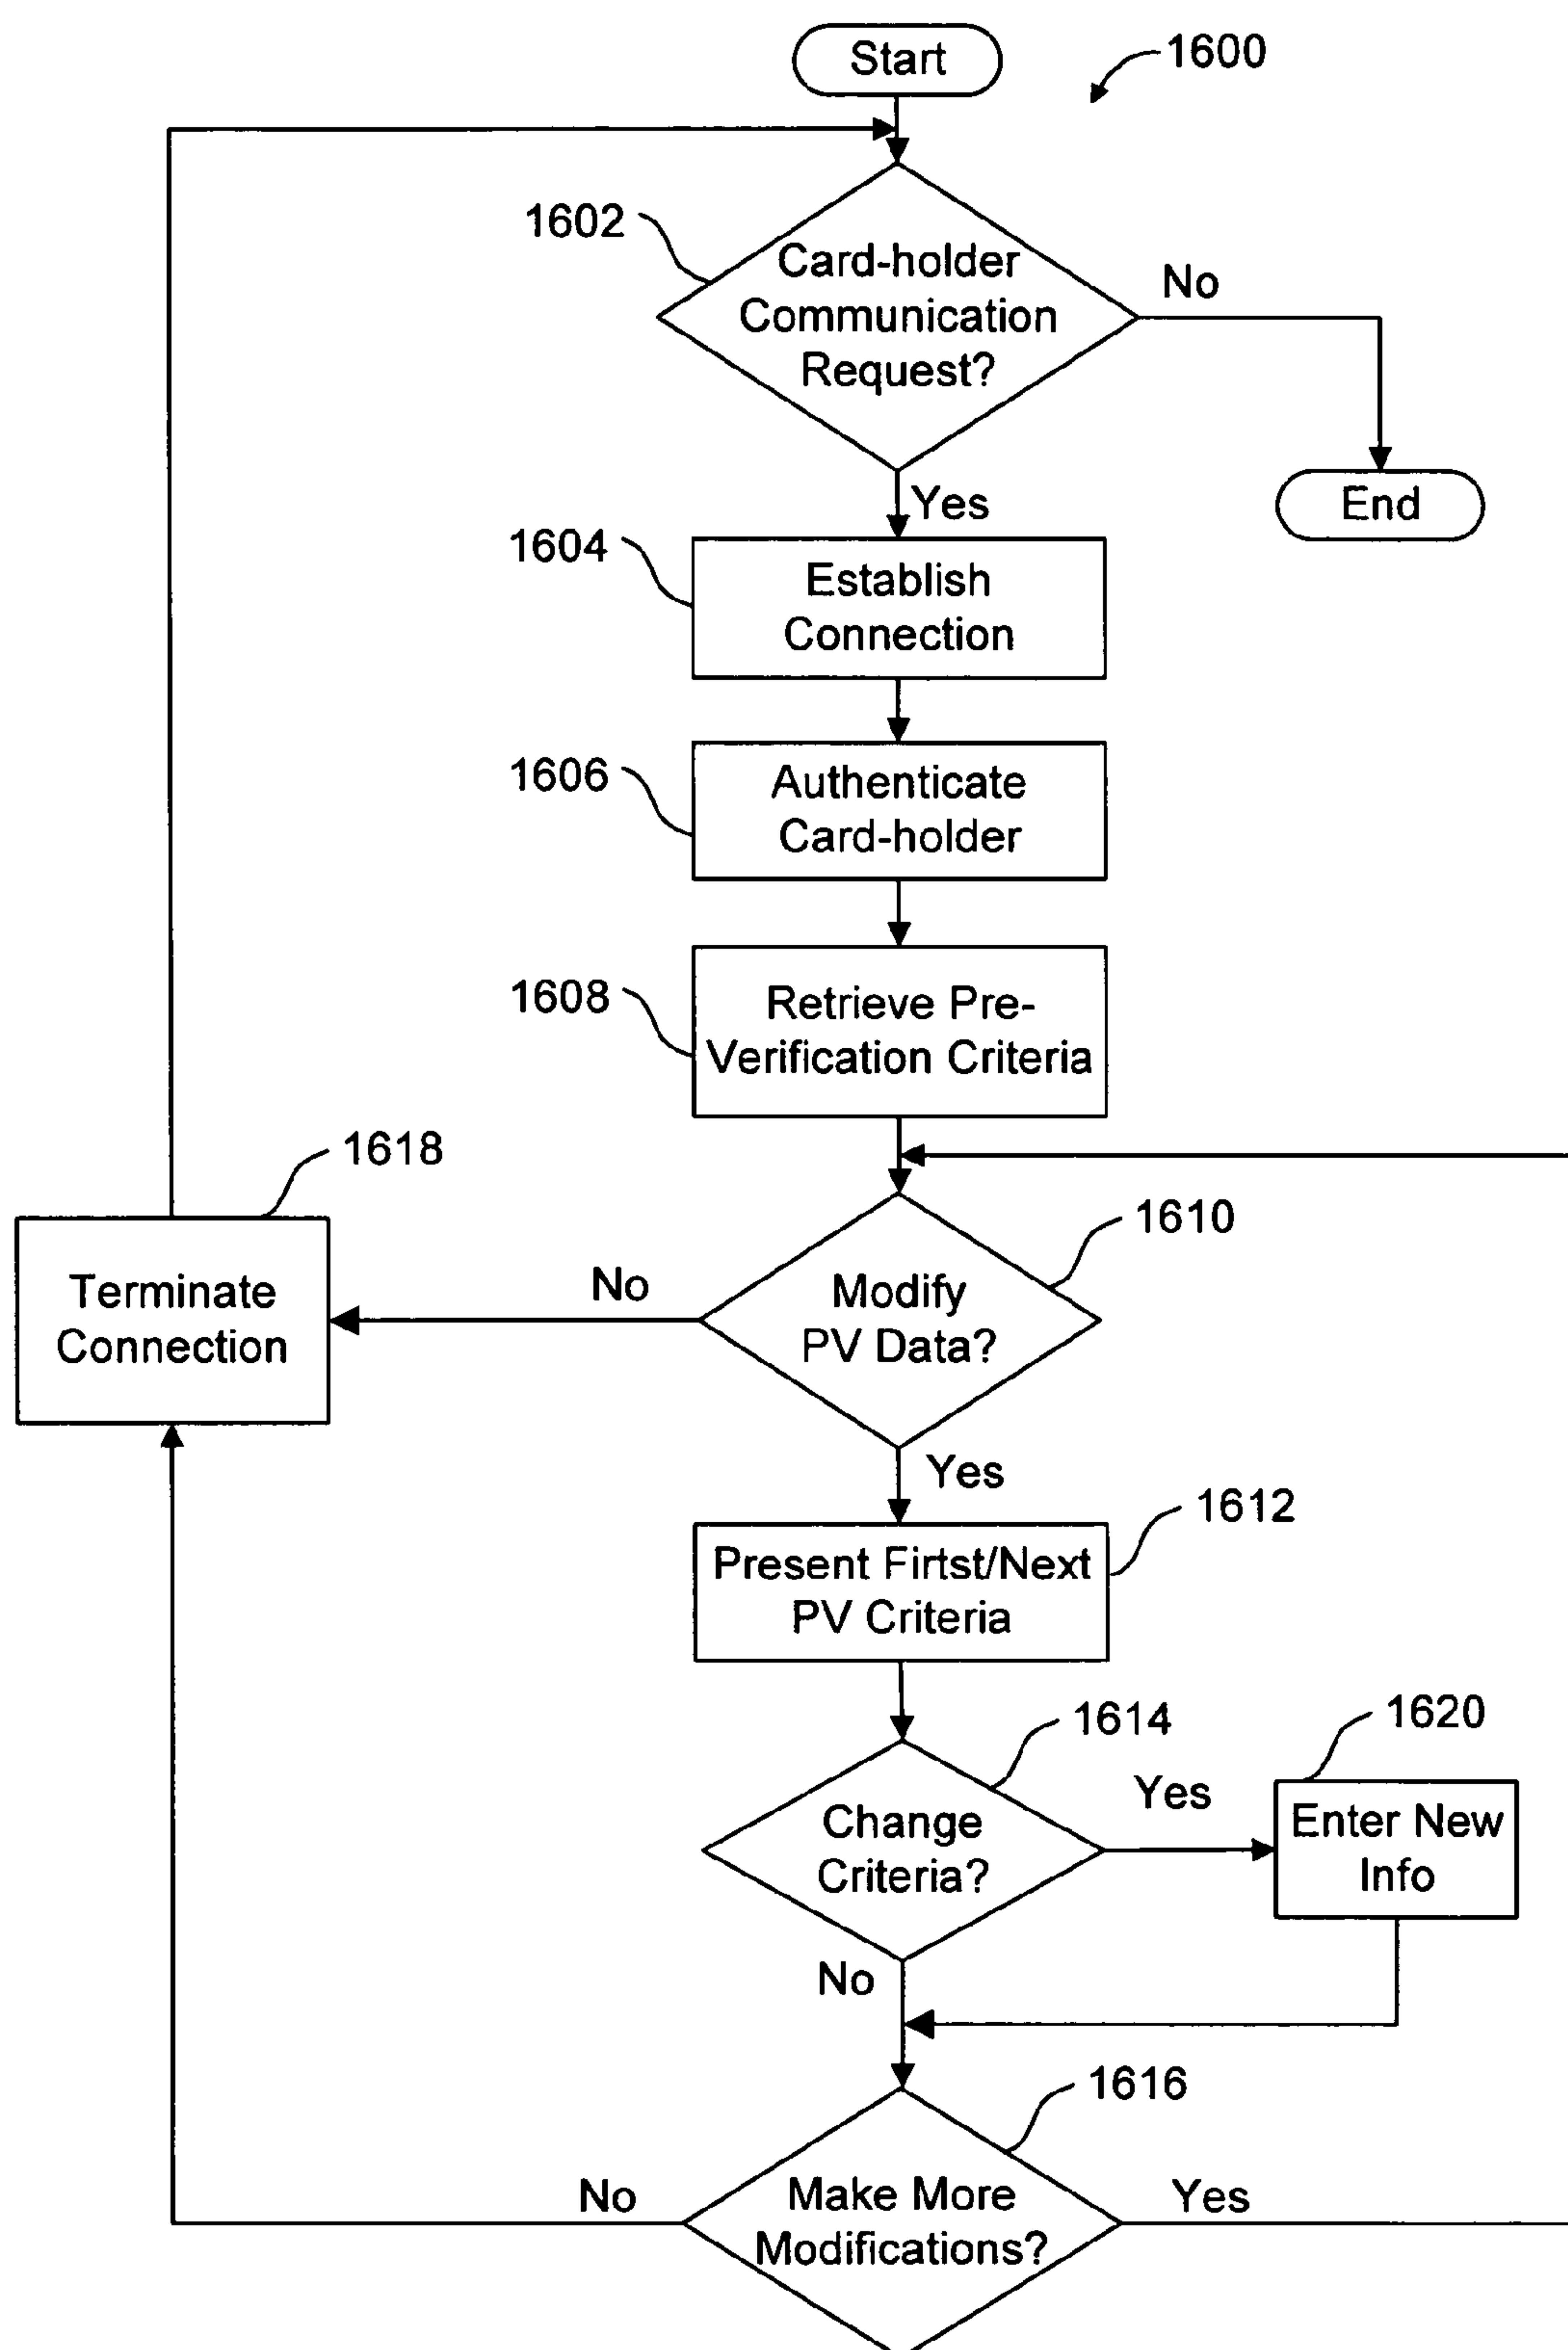 Start
1600
1602
Card-holder
Communication
Request?
No
Yes
End
1604
Establish
Connection
1606
Authenticate
Card-holder
1608
Retrieve Pre-
Verification Criteria
1618
1610
Terminate
Connection
No
Modify
PV Data?
Yes
1612
Present Firtst/Next
PV Criteria
1614
1620
Change
Criteria?
Yes
Enter New
Info
No
1616
No
Make More
Modifications?
Yes